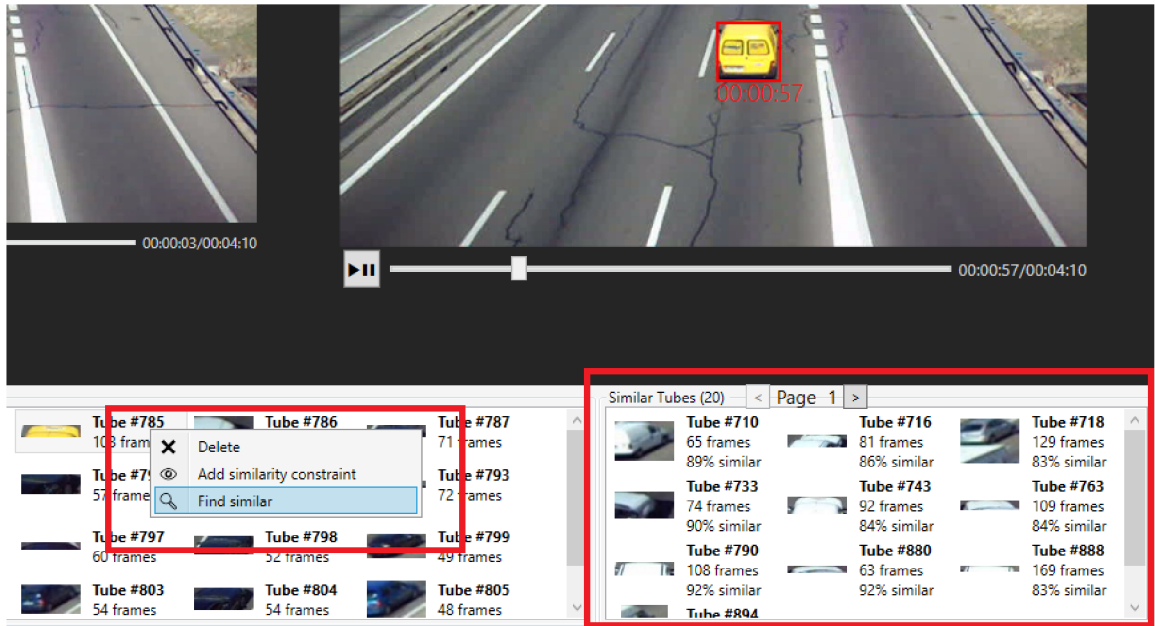 00:00:57
00:00:03/00:04:10
00:00:57/00:04:10
Tube #785
Tube #786
Tube #787
71 frames
Delete
Add similarity constraint
Find similar
Tube #793
72 frames
Tube #797
60 frames
Tube #798
52 frames
Tube #799
49 frames
Tube #803
54 frames
Tube #804
54 frames
Tube #805
48 frames
Similar Tubes (20) < Page 1 >
Tube #710
65 frames
89% similar
Tube #716
81 frames
86% similar
Tube #718
129 frames
83% similar
Tube #733
74 frames
90% similar
Tube #743
92 frames
84% similar
Tube #763
109 frames
84% similar
Tube #790
108 frames
92% similar
Tube #880
63 frames
92% similar
Tube #888
169 frames
83% similar
Tube #894